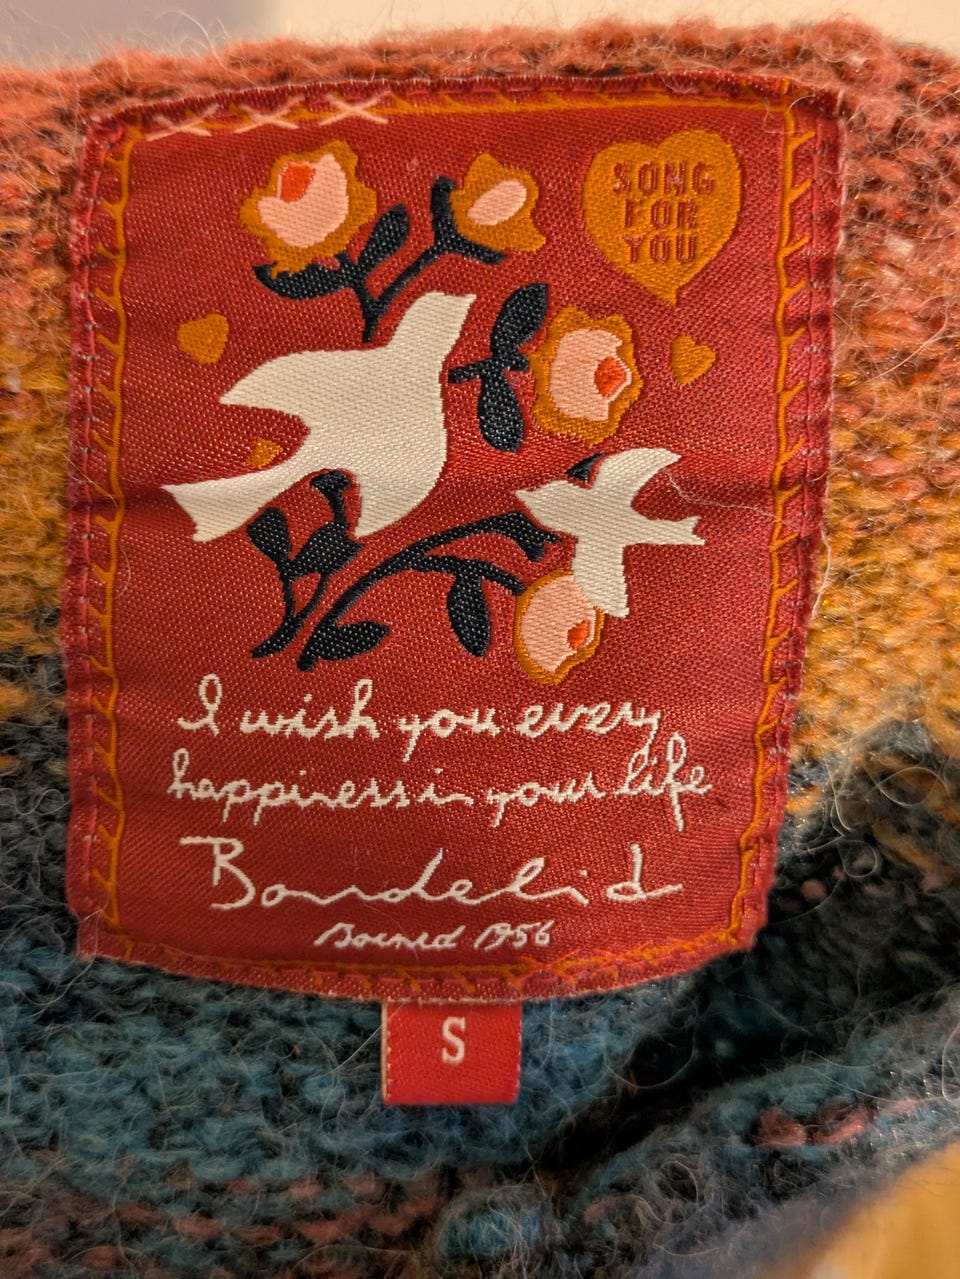 SONG
FOR
YOU
I wish you every
happiness in your life
Bondelid
Borned 1956
S